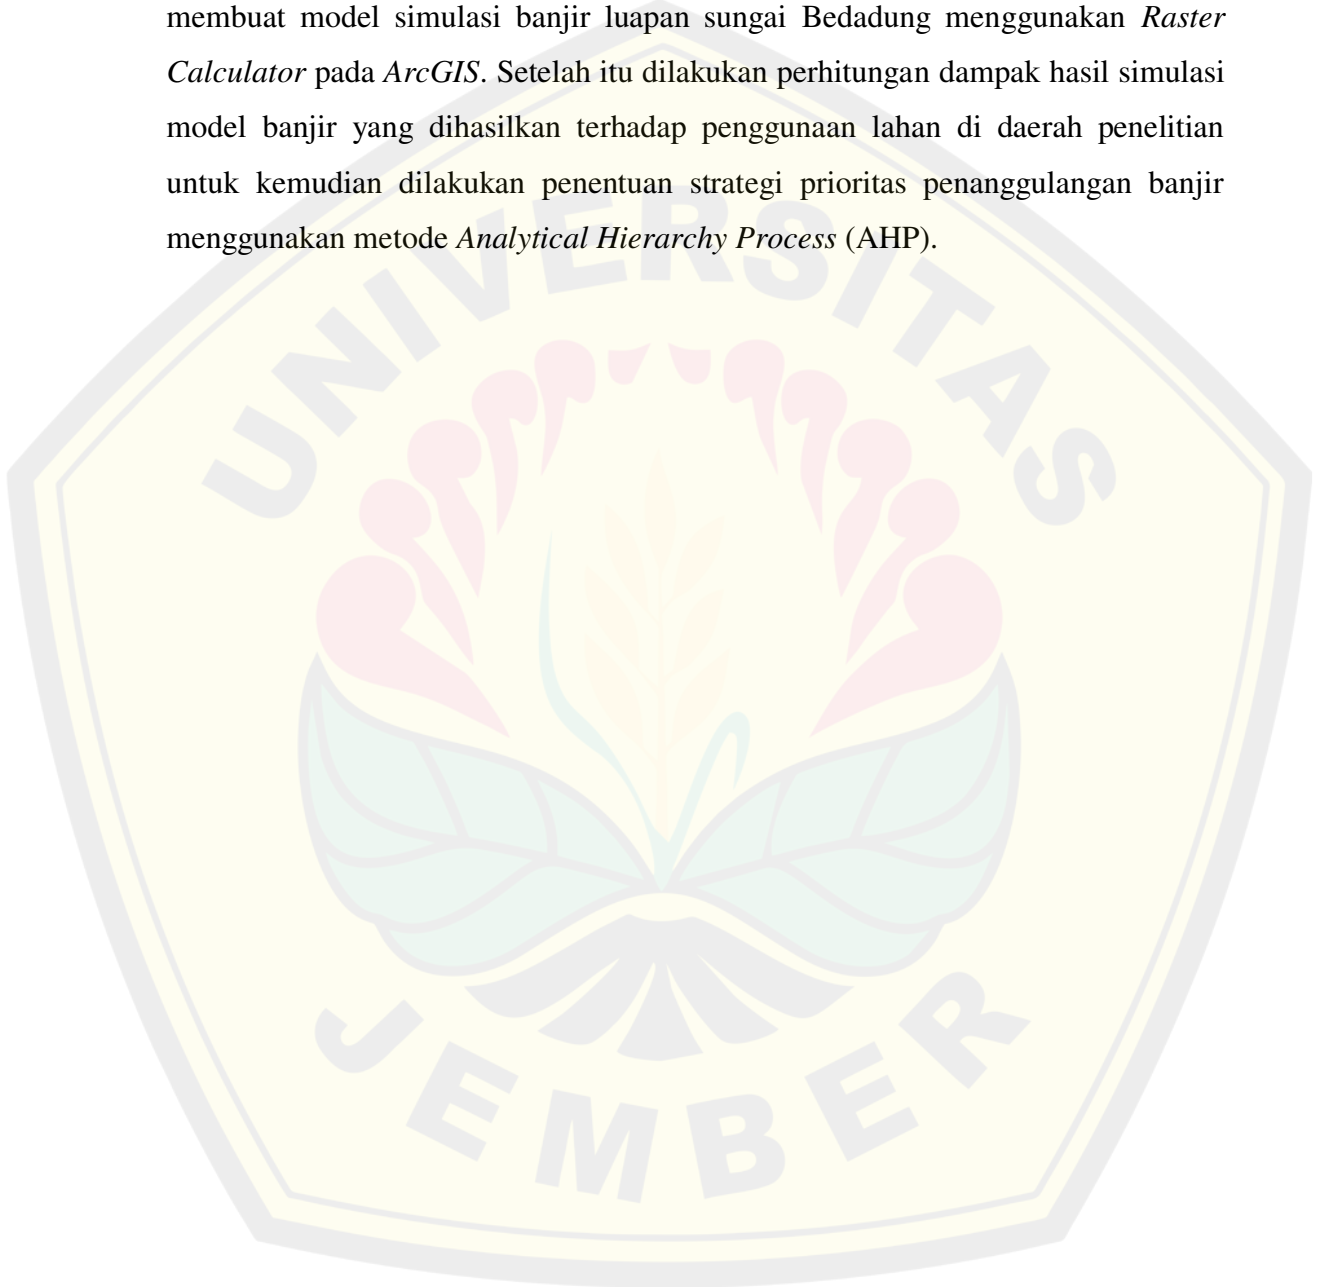 membuat model simulasi banjir luapan sungai Bedadung menggunakan Raster
Calculator pada ArcGIS. Setelah itu dilakukan perhitungan dampak hasil simulasi
model banjir yang dihasilkan terhadap penggunaan lahan di daerah penelitian
untuk kemudian dilakukan penentuan strategi prioritas penanggulangan banjir
menggunakan metode Analytical Hierarchy Process (AHP).
UNIVERSITAS
JEMBER